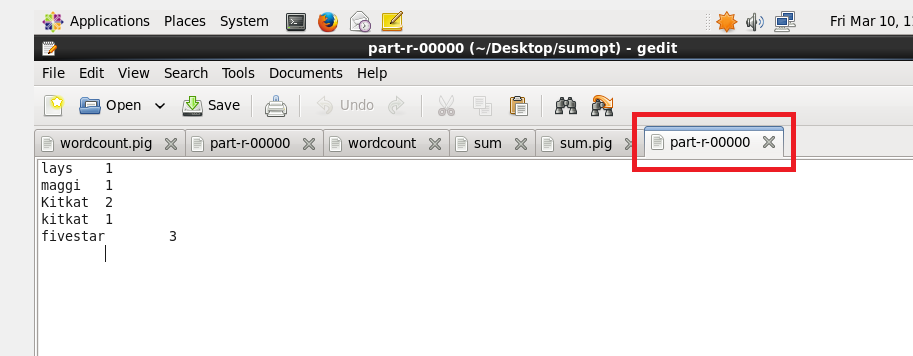 Applications Places System Fri Mar 10, 1
part-r-00000 (~/Desktop/sumopt) - gedit
File Edit View Search Tools Documents Help
Open Save Undo
wordcount.pig part-r-00000 wordcount sum sum.pig part-r-00000
lays 1
maggi 1
Kitkat 2
kitkat 1
fivestar 3